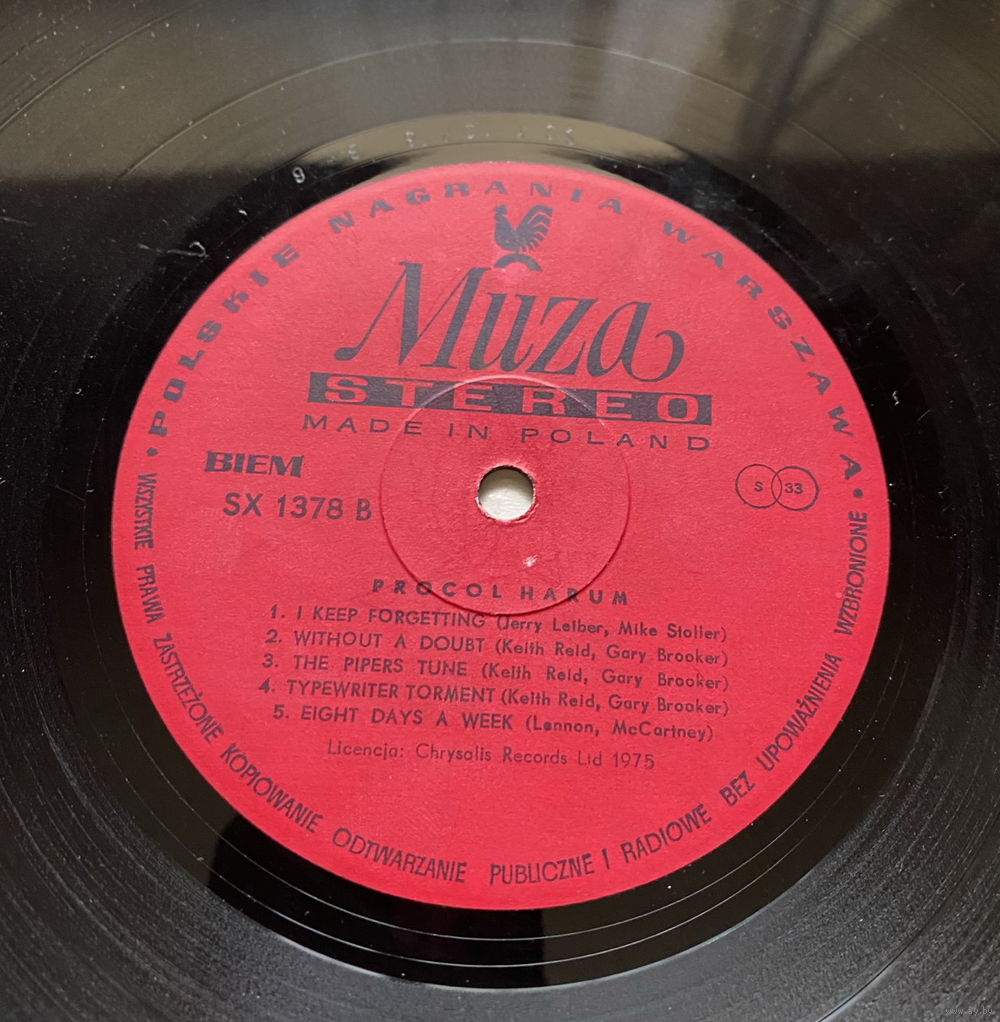 POLSKIE NAGRANIA WARSZAWA
Muza
STEREO
MADE IN POLAND
BIEM
SX 1378 B
S 33
PROCOL HARUM
1. I KEEP FORGETTING (Jerry Leiber, Mike Stoller)
2. WITHOUT A DOUBT (Keith Reid, Gary Brooker)
3. THE PIPERS TUNE (Keith Reid, Gary Brooker)
4. TYPEWRITER TORMENT (Keith Reid, Gary Brooker)
5. EIGHT DAYS A WEEK (Lennon, McCartney)
Licencja: Chrysalis Records Ltd 1975
WSZYSTKIE PRAWA ZASTRZEŻONE KOPIOWANIE ODTWARZANIE PUBLICZNE I RADIOWE BEZ UPOWAŻNIENIA WZBRONIONE
www.ay.by